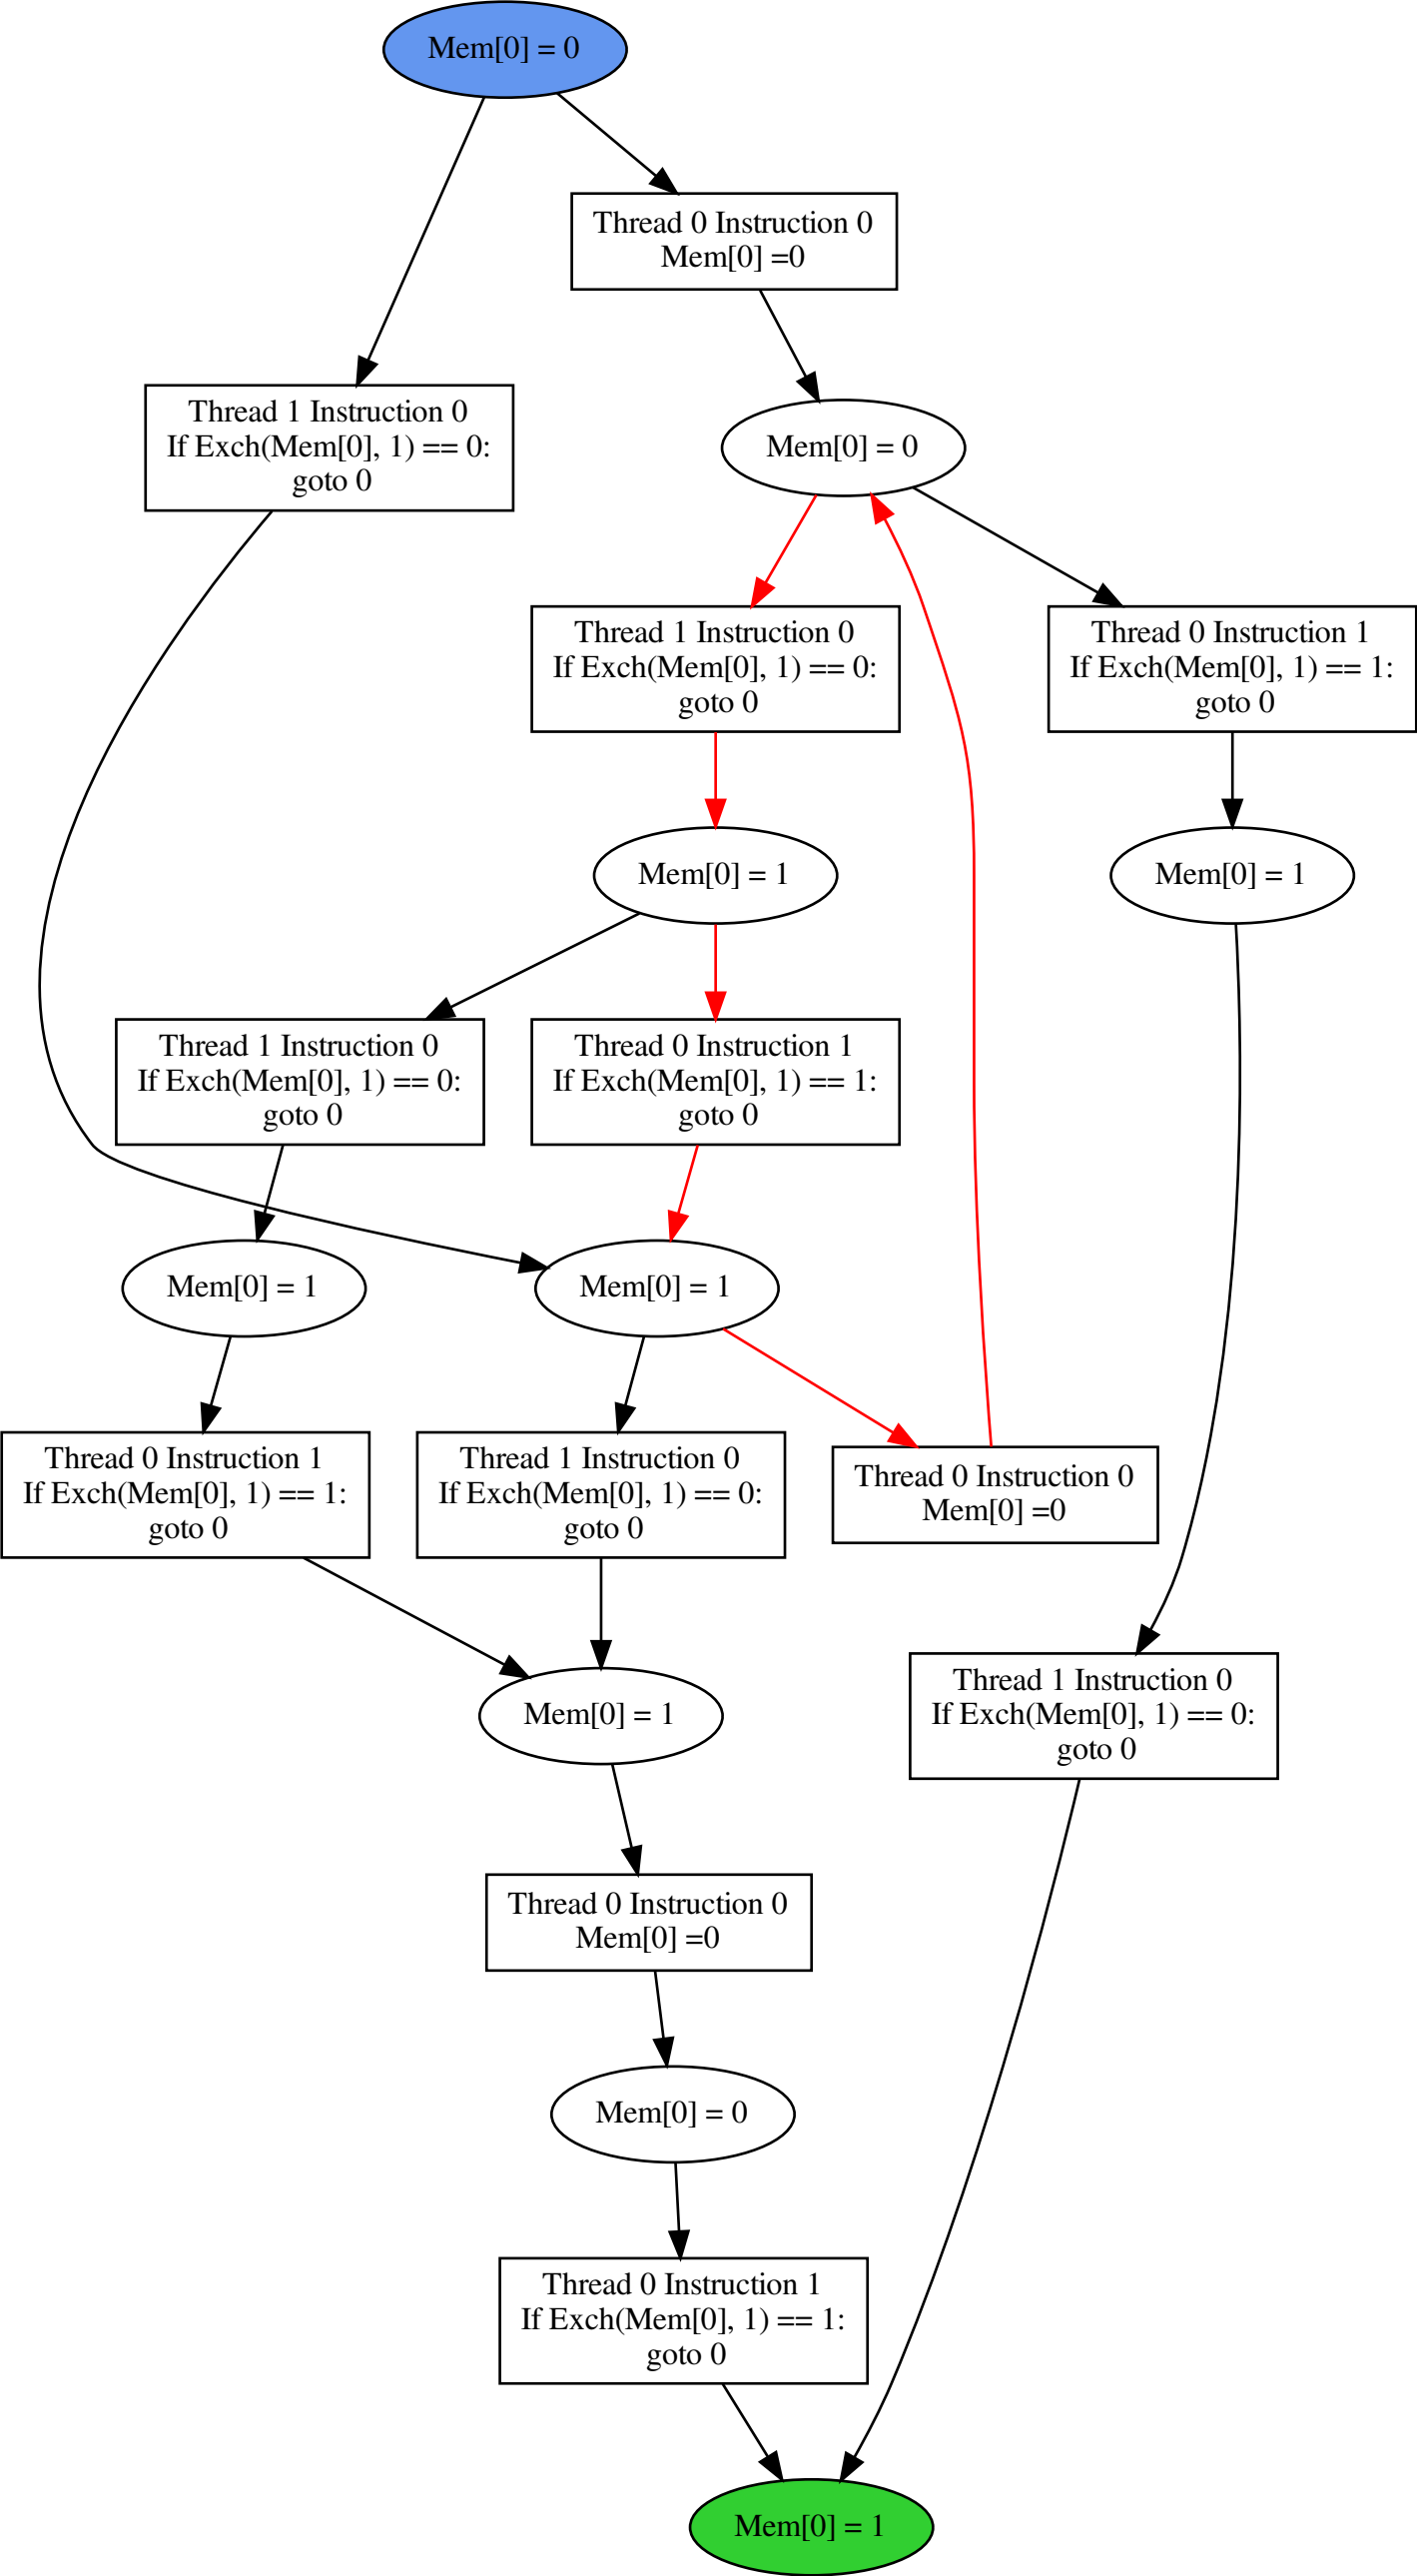 Mem[0] = 0
Thread 0 Instruction 0
Mem[0] =0
Thread 1 Instruction 0
If Exch(Mem[0], 1) == 0:
goto 0
Mem[0] = 0
Thread 1 Instruction 0
If Exch(Mem[0], 1) == 0:
goto 0
Thread 0 Instruction 1
If Exch(Mem[0], 1) == 1:
goto 0
Mem[0] = 1
Mem[0] = 1
Thread 1 Instruction 0
If Exch(Mem[0], 1) == 0:
goto 0
Thread 0 Instruction 1
If Exch(Mem[0], 1) == 1:
goto 0
Mem[0] = 1
Mem[0] = 1
Thread 0 Instruction 1
If Exch(Mem[0], 1) == 1:
goto 0
Thread 1 Instruction 0
If Exch(Mem[0], 1) == 0:
goto 0
Thread 0 Instruction 0
Mem[0] =0
Mem[0] = 1
Thread 1 Instruction 0
If Exch(Mem[0], 1) == 0:
goto 0
Thread 0 Instruction 0
Mem[0] =0
Mem[0] = 0
Thread 0 Instruction 1
If Exch(Mem[0], 1) == 1:
goto 0
Mem[0] = 1